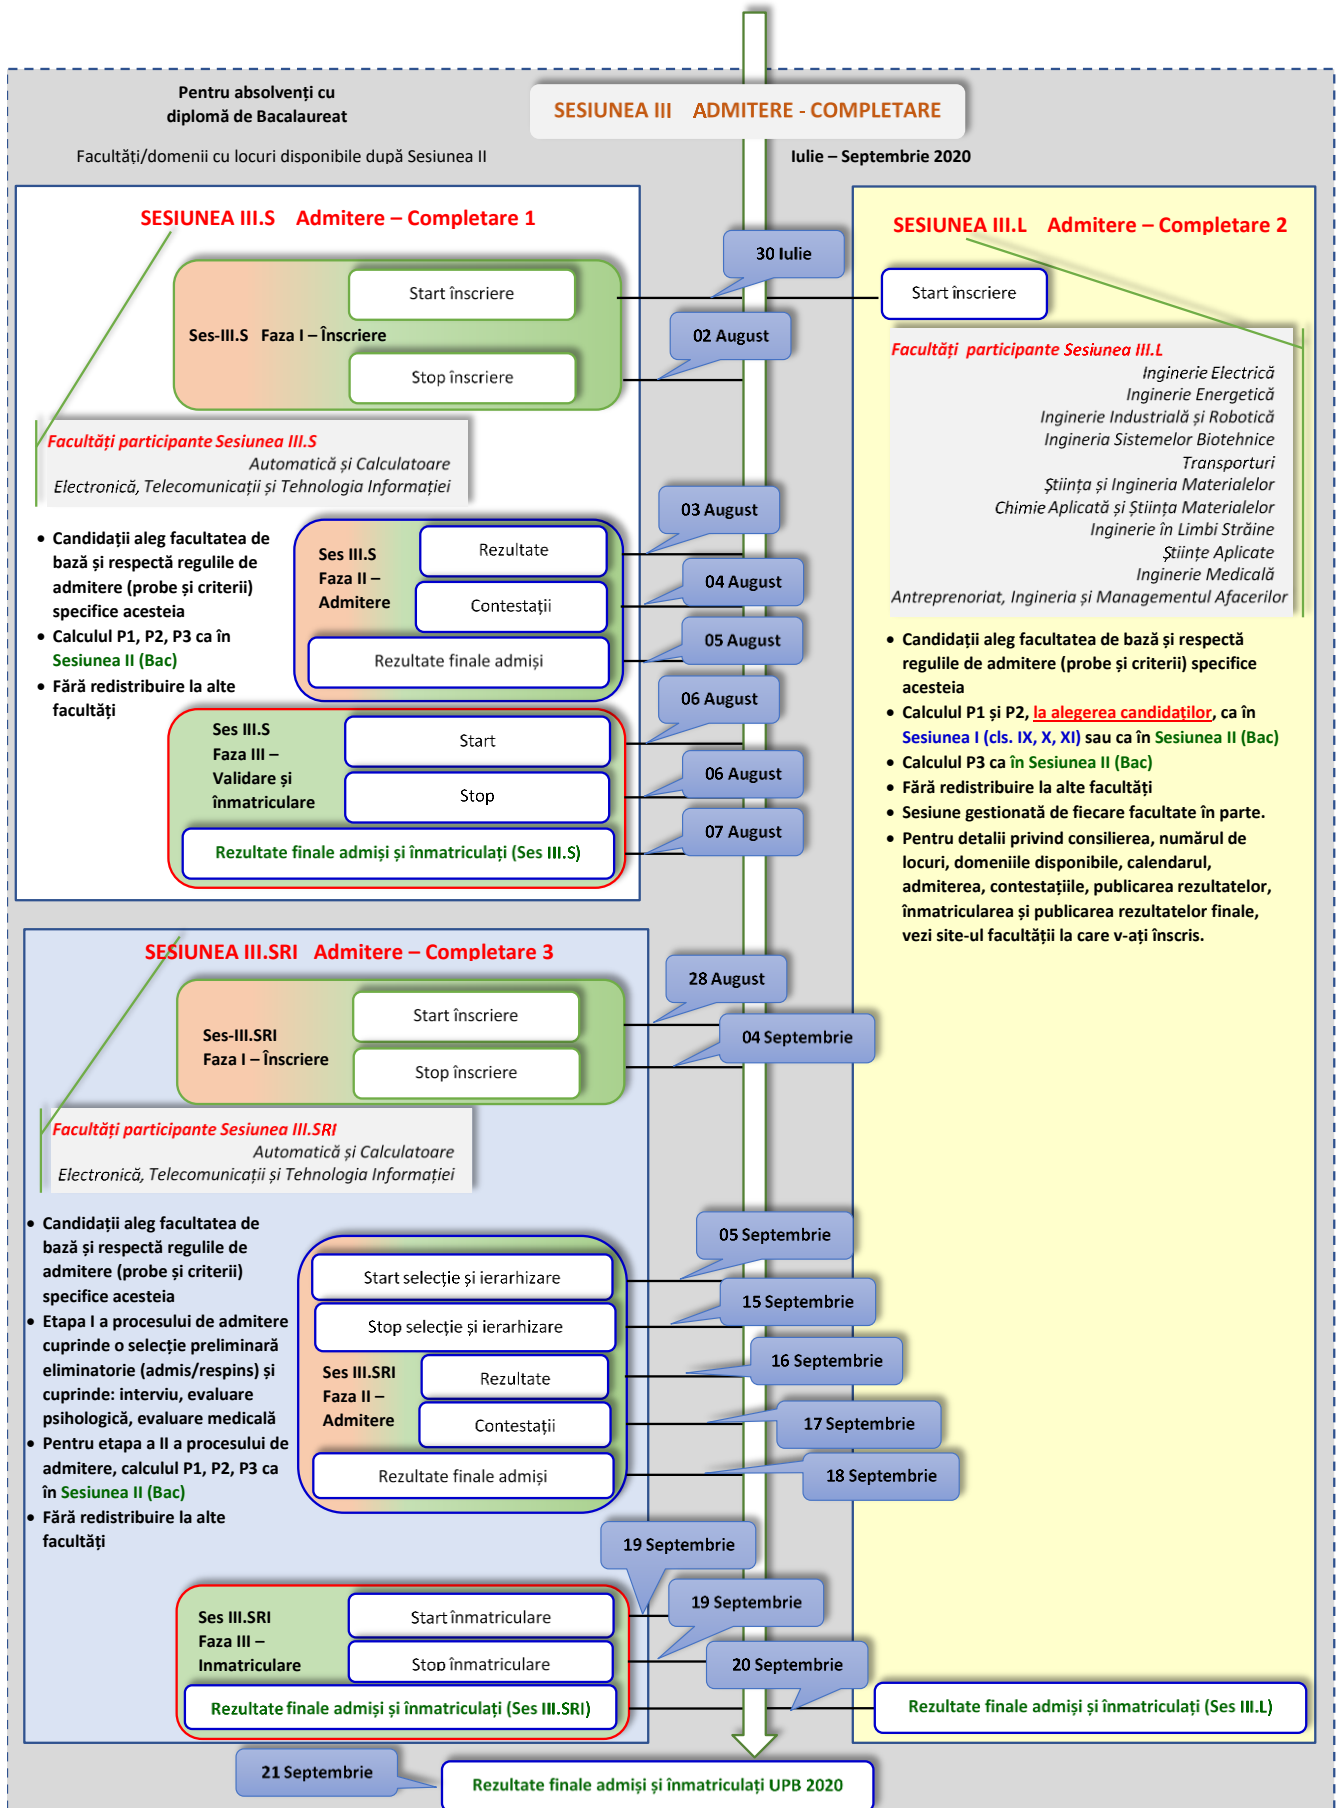 Pentru absolvenți cu
diplomă de Bacalaureat
SESIUNEA III    ADMITERE - COMPLETARE
Facultăți/domenii cu locuri disponibile după Sesiunea II
Iulie – Septembrie 2020
SESIUNEA III.S    Admitere – Completare 1
30 Iulie
Start înscriere
Ses-III.S   Faza I – Înscriere
02 August
Stop înscriere
Facultăți participante Sesiunea III.S
Automatică și Calculatoare
Electronică, Telecomunicații și Tehnologia Informației
• Candidații aleg facultatea de
bază și respectă regulile de
admitere (probe și criterii)
specifice acesteia
• Calculul P1, P2, P3 ca în
Sesiunea II (Bac)
• Fără redistribuire la alte
facultăți
Ses III.S
Faza II –
Admitere
Rezultate
03 August
Contestații
04 August
Rezultate finale admiși
05 August
Ses III.S
Faza III –
Validare și
înmatriculare
Start
06 August
Stop
06 August
Rezultate finale admiși și înmatriculați (Ses III.S)
07 August
SESIUNEA III.L    Admitere – Completare 2
Start înscriere
Facultăți  participante Sesiunea III.L
Inginerie Electrică
Inginerie Energetică
Inginerie Industrială și Robotică
Ingineria Sistemelor Biotehnice
Transporturi
Știința și Ingineria Materialelor
Chimie Aplicată și Știința Materialelor
Inginerie în Limbi Străine
Științe Aplicate
Inginerie Medicală
Antreprenoriat, Ingineria și Managementul Afacerilor
• Candidații aleg facultatea de bază și respectă
regulile de admitere (probe și criterii) specifice
acesteia
• Calculul P1 și P2, la alegerea candidaților, ca în
Sesiunea I (cls. IX, X, XI) sau ca în Sesiunea II (Bac)
• Calculul P3 ca în Sesiunea II (Bac)
• Fără redistribuire la alte facultăți
• Sesiune gestionată de fiecare facultate în parte.
• Pentru detalii privind consilierea, numărul de
locuri, domeniile disponibile, calendarul,
admiterea, contestațiile, publicarea rezultatelor,
înmatricularea și publicarea rezultatelor finale,
vezi site-ul facultății la care v-ați înscris.
SESIUNEA III.SRI   Admitere – Completare 3
28 August
Start înscriere
Ses-III.SRI
Faza I – Înscriere
04 Septembrie
Stop înscriere
Facultăți participante Sesiunea III.SRI
Automatică și Calculatoare
Electronică, Telecomunicații și Tehnologia Informației
• Candidații aleg facultatea de
bază și respectă regulile de
admitere (probe și criterii)
specifice acesteia
• Etapa I a procesului de admitere
cuprinde o selecție preliminară
eliminatorie (admis/respins) și
cuprinde: interviu, evaluare
psihologică, evaluare medicală
• Pentru etapa a II a procesului de
admitere, calculul P1, P2, P3 ca
în Sesiunea II (Bac)
• Fără redistribuire la alte
facultăți
05 Septembrie
Start selecție și ierarhizare
15 Septembrie
Stop selecție și ierarhizare
Ses III.SRI
Faza II –
Admitere
16 Septembrie
Rezultate
17 Septembrie
Contestații
18 Septembrie
Rezultate finale admiși
19 Septembrie
Ses III.SRI
Faza III –
Inmatriculare
Start înmatriculare
19 Septembrie
Stop înmatriculare
20 Septembrie
Rezultate finale admiși și înmatriculați (Ses III.SRI)
Rezultate finale admiși și înmatriculați (Ses III.L)
21 Septembrie
Rezultate finale admiși și înmatriculați UPB 2020